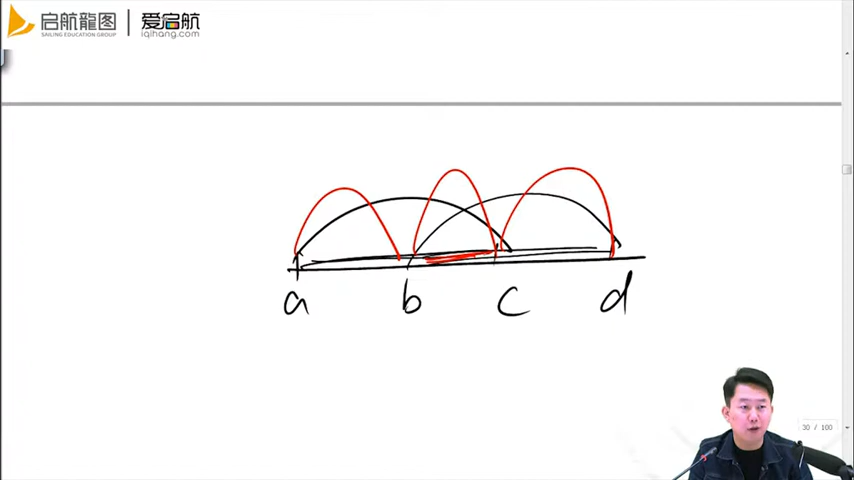 启航龍图 爱启航
SAILING EDUCATION GROUP iqihang.com
a b c d
30 / 100